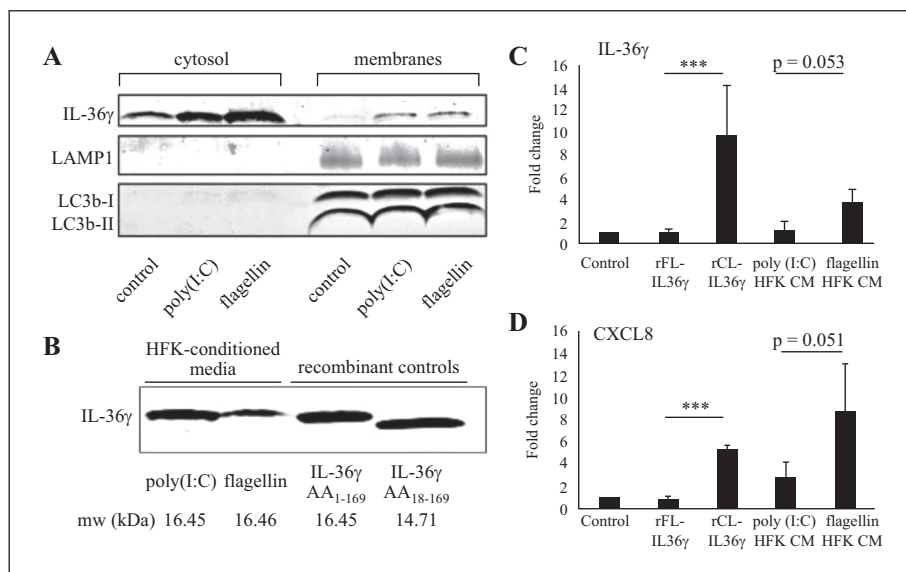 A
cytosol membranes
IL-36γ
LAMP1
LC3b-I
LC3b-II
control poly(I:C) flagellin control poly(I:C) flagellin
B
HFK-conditioned media recombinant controls
IL-36γ
poly(I:C) flagellin IL-36γ AA1-169 IL-36γ AA18-169
mw (kDa) 16.45 16.46 16.45 14.71
C
IL-36γ
*** p = 0.053
Fold change
16
14
12
10
8
6
4
2
0
Control rFL-IL36γ rCL-IL36γ poly (I:C) HFK CM flagellin HFK CM
D
CXCL8
*** p = 0.051
Fold change
16
14
12
10
8
6
4
2
0
Control rFL-IL36γ rCL-IL36γ poly (I:C) HFK CM flagellin HFK CM